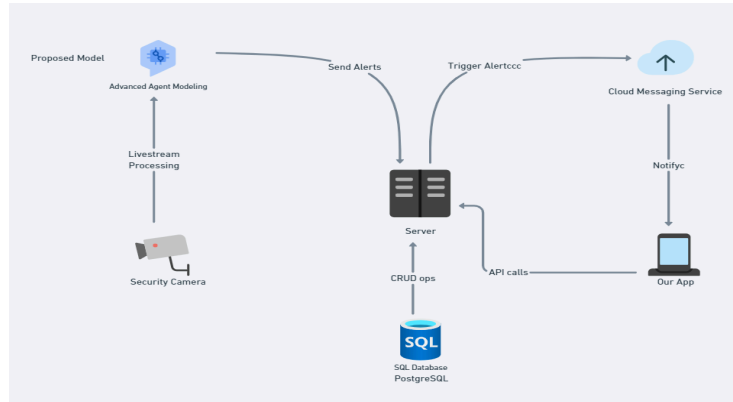 Proposed Model
Advanced Agent Modeling
Send Alerts
Trigger Alertccc
Cloud Messaging Service
Livestream
Processing
Notifyc
Server
Security Camera
CRUD ops
API calls
Our App
SQL
SQL Database
PostgreSQL